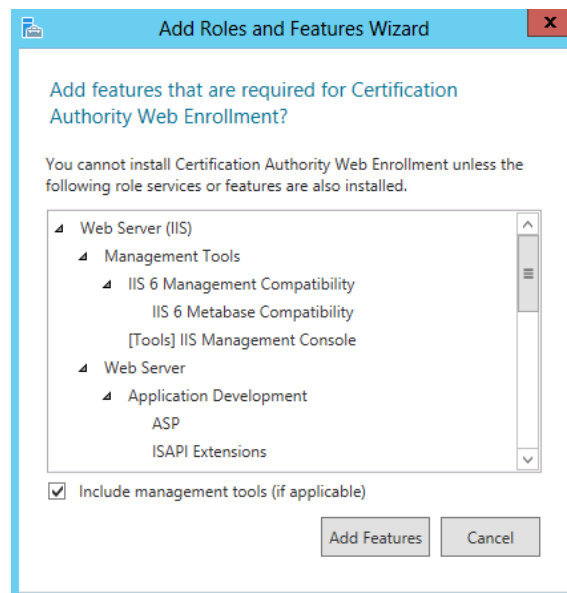 Add Roles and Features Wizard
x
Add features that are required for Certification
Authority Web Enrollment?
You cannot install Certification Authority Web Enrollment unless the
following role services or features are also installed.
Web Server (IIS)
Management Tools
IIS 6 Management Compatibility
IIS 6 Metabase Compatibility
[Tools] IIS Management Console
Web Server
Application Development
ASP
ISAPI Extensions
Include management tools (if applicable)
Add Features Cancel